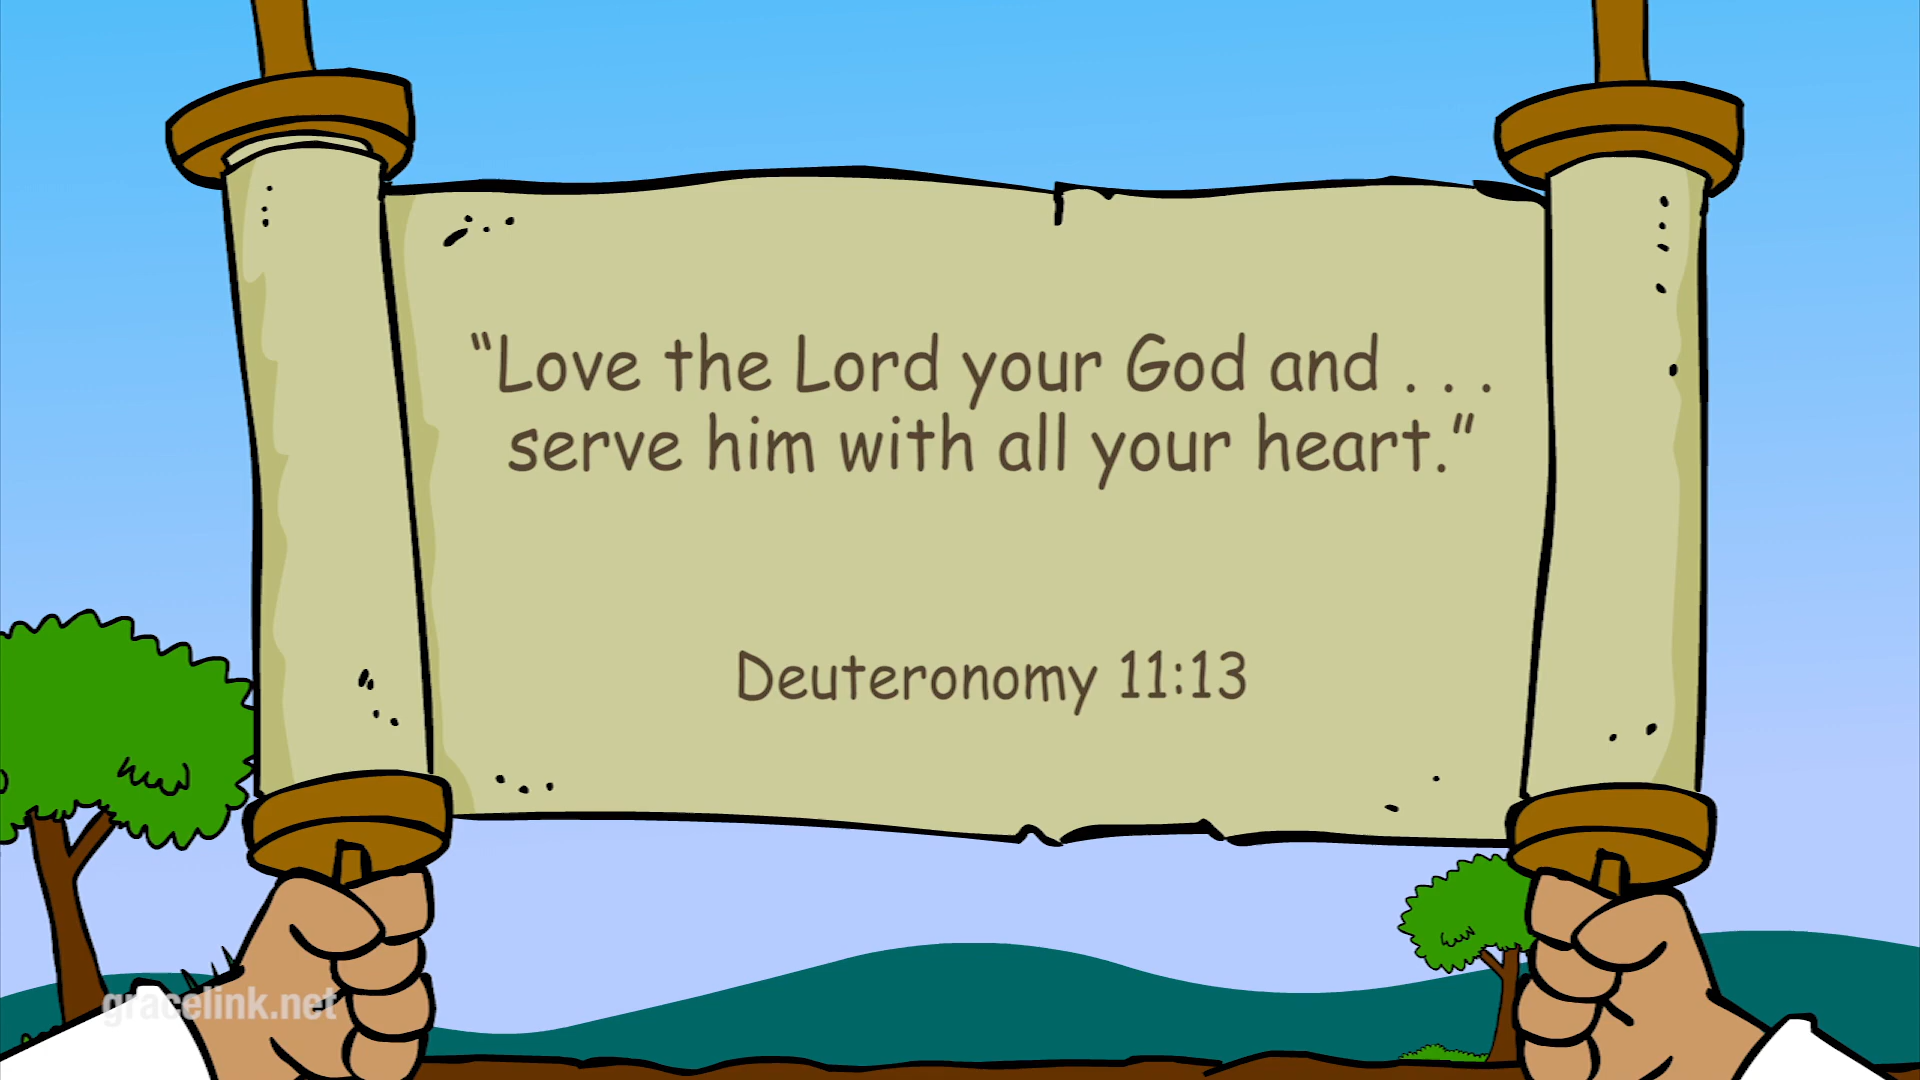 “Love the Lord your God and . . .
serve him with all your heart.”
Deuteronomy 11:13
gracelink.net